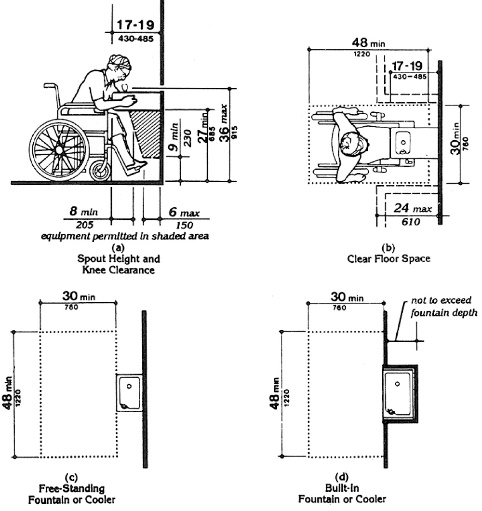 17-19
430-485
9 min
230
27 min
685
36 max
915
8 min
205
6 max
150
equipment permitted in shaded area
(a)
Spout Height and
Knee Clearance
48 min
1220
17-19
430-485
30 min
760
24 max
610
(b)
Clear Floor Space
30 min
760
48 min
1220
(c)
Free-Standing
Fountain or Cooler
30 min
760
not to exceed
fountain depth
48 min
1220
(d)
Built-In
Fountain or Cooler